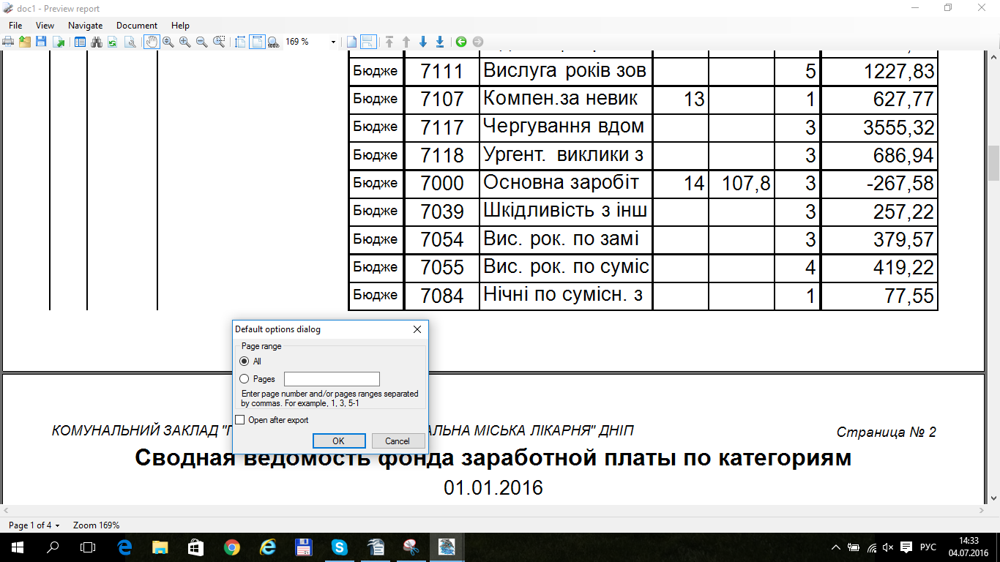 doc1 - Preview report
File View Navigate Document Help
100%
169 %
Бюдже 7111 Вислуга років зов 5 1227,83
Бюдже 7107 Компен.за невик 13 1 627,77
Бюдже 7117 Чергування вдом 3 3555,32
Бюдже 7118 Ургент. виклики з 3 686,94
Бюдже 7000 Основна заробіт 14 107,8 3 -267,58
Бюдже 7039 Шкідливість з інш 3 257,22
Бюдже 7054 Вис. рок. по замі 3 379,57
Бюдже 7055 Вис. рок. по суміс 4 419,22
Бюдже 7084 Нічні по сумісн. з 1 77,55
Default options dialog
Page range
All
Pages
Enter page number and/or pages ranges separated
by commas. For example, 1, 3, 5-1
Open after export
OK Cancel
КОМУНАЛЬНИЙ ЗАКЛАД МІСЬКА ЛІКАРНЯ" ДНІП Страница № 2
Сводная ведомость фонда заработной платы по категориям
01.01.2016
Page 1 of 4 Zoom 169%
РУС
14:33
04.07.2016